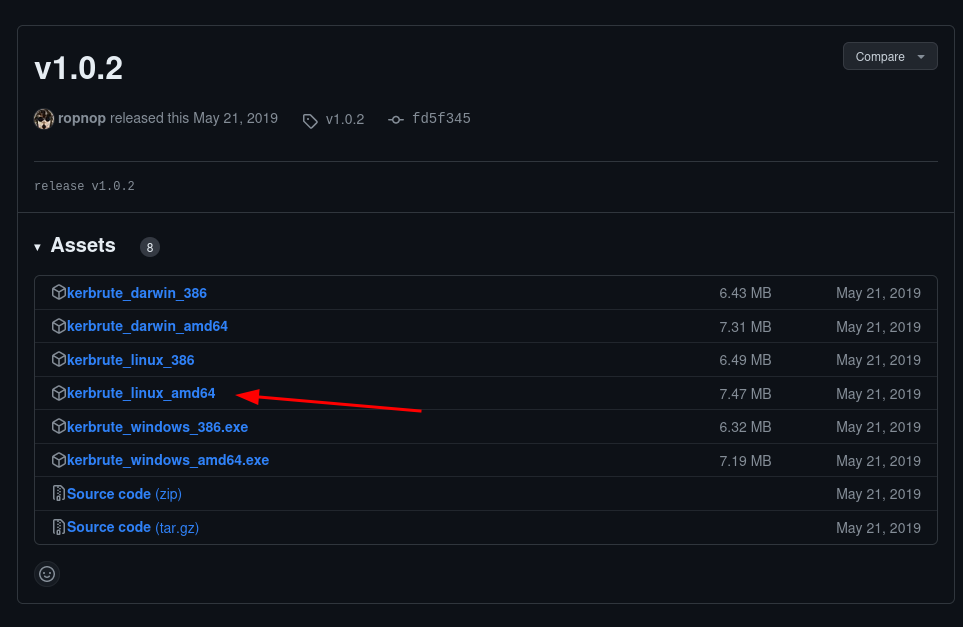 v1.0.2
Compare
ropnop released this May 21, 2019 v1.0.2 fd5f345
release v1.0.2
Assets 8
kerbrute_darwin_386 6.43 MB May 21, 2019
kerbrute_darwin_amd64 7.31 MB May 21, 2019
kerbrute_linux_386 6.49 MB May 21, 2019
kerbrute_linux_amd64 7.47 MB May 21, 2019
kerbrute_windows_386.exe 6.32 MB May 21, 2019
kerbrute_windows_amd64.exe 7.19 MB May 21, 2019
Source code (zip) May 21, 2019
Source code (tar.gz) May 21, 2019